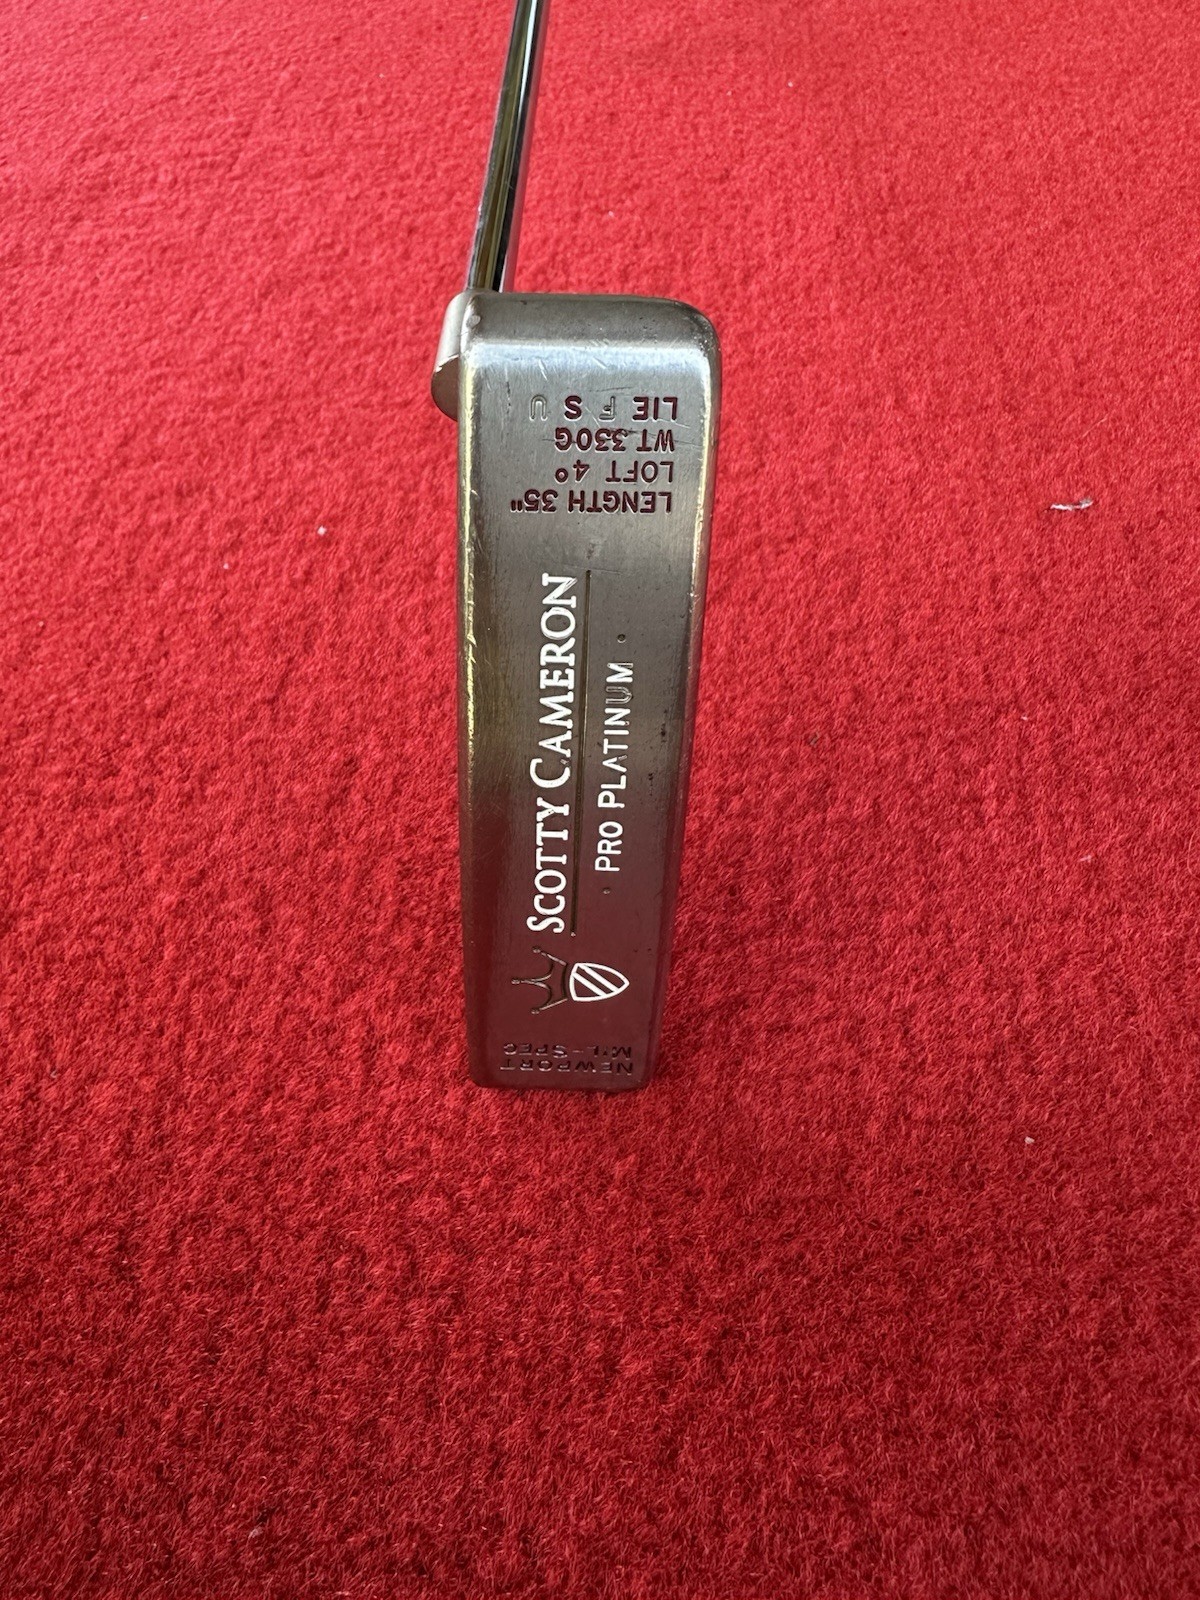 SCOTTY CAMERON
· PRO PLATINUM ·
NEWPORT
MIL-SPEC
LENGTH 35"
LOFT 4°
WT.330G
LIE F S U